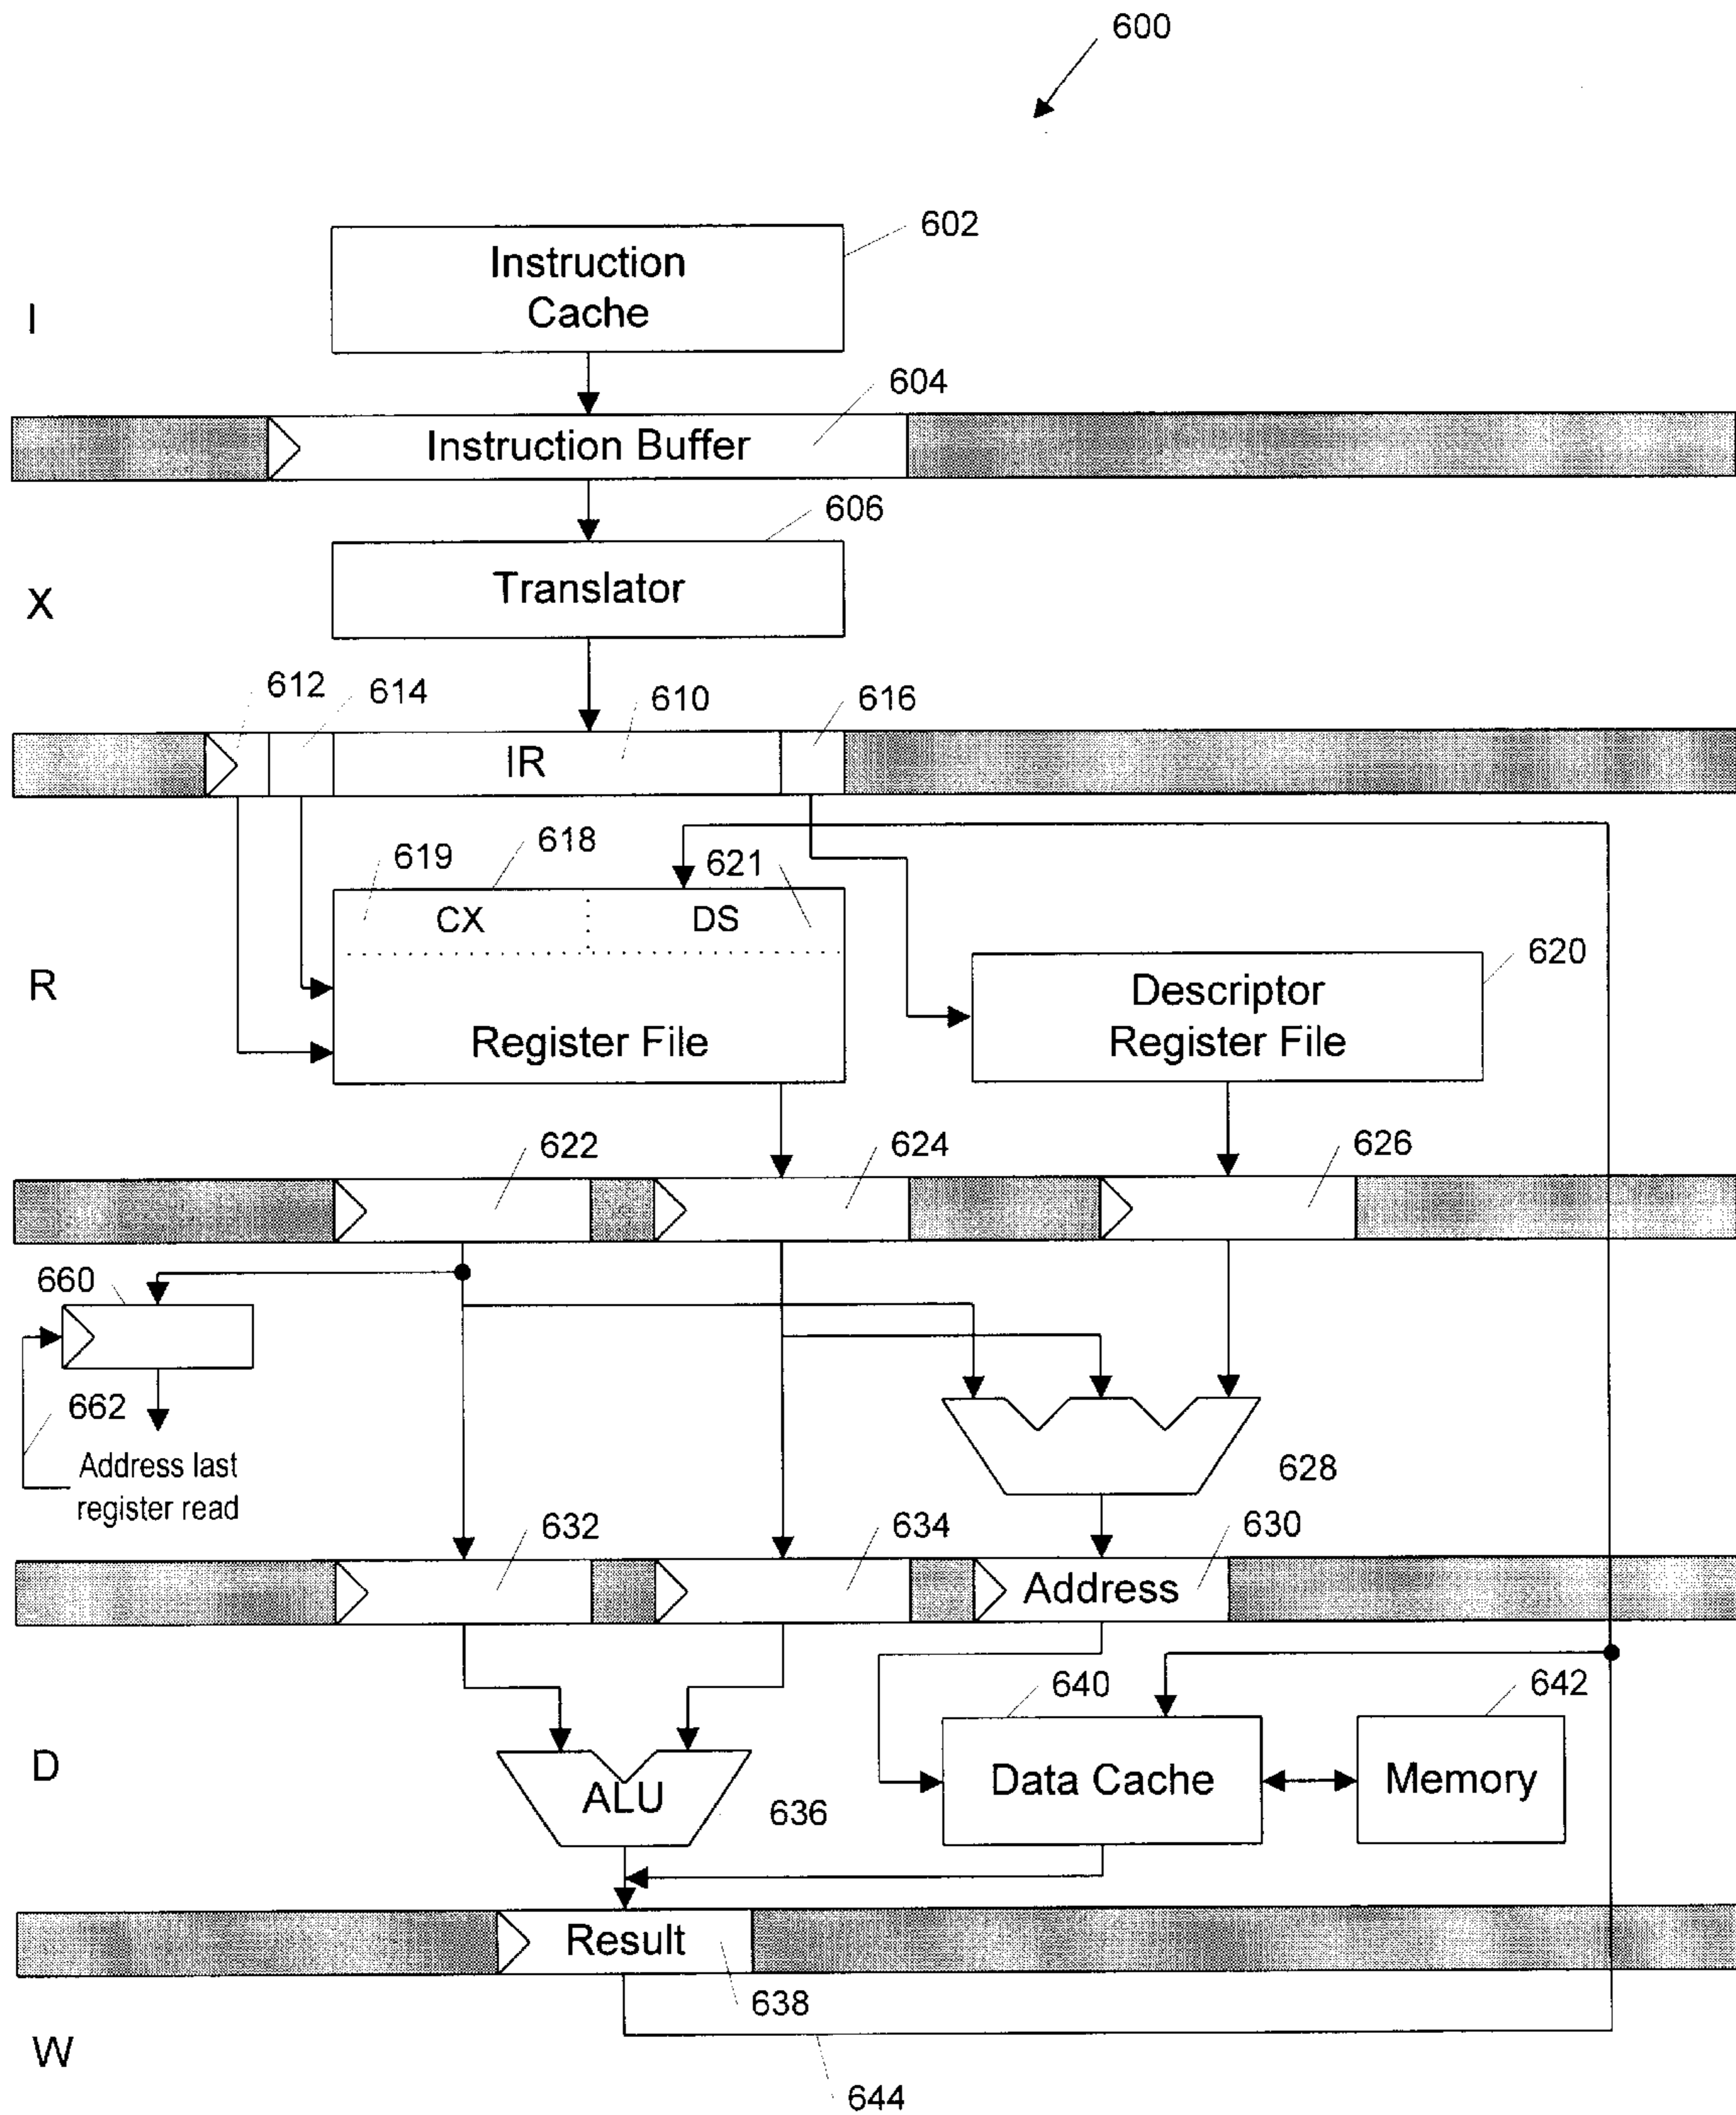 600
602
Instruction
Cache
I
604
Instruction Buffer
606
Translator
X
612
614
610
616
IR
619
618
621
CX
DS
R
620
Descriptor
Register File
Register File
622
624
626
660
662
Address last
register read
628
632
634
630
Address
640
642
D
ALU
Data Cache
Memory
636
Result
638
W
644